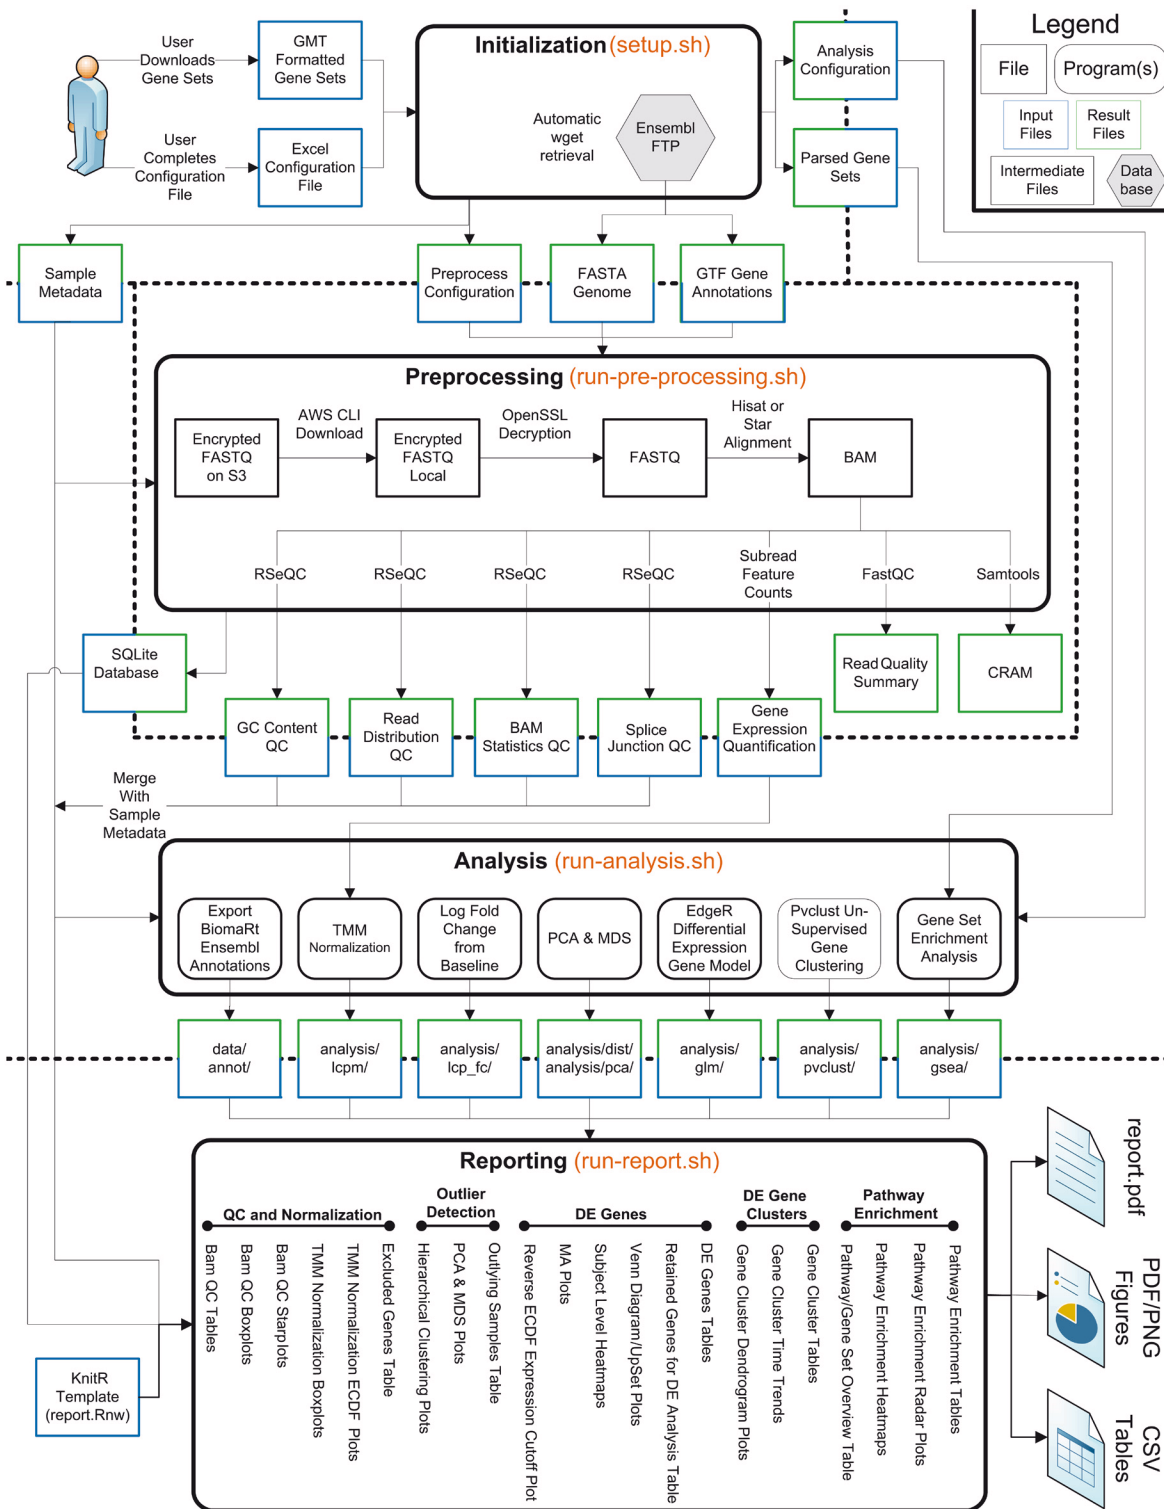 User
Downloads
Gene Sets
GMT
Formatted
Gene Sets
User
Completes
Configuration
File
Excel
Configuration
File
Initialization (setup.sh)
Automatic
wget
retrieval
Ensembl
FTP
Analysis
Configuration
Parsed Gene
Sets
Legend
File
Program(s)
Input
Files
Result
Files
Intermediate
Files
Data
base
Sample
Metadata
Preprocess
Configuration
FASTA
Genome
GTF Gene
Annotations
Preprocessing (run-pre-processing.sh)
Encrypted
FASTQ
on S3
AWS CLI
Download
Encrypted
FASTQ
Local
OpenSSL
Decryption
FASTQ
Hisat or
Star
Alignment
BAM
RSeQC
RSeQC
RSeQC
RSeQC
Subread
Feature
Counts
FastQC
Samtools
SQLite
Database
Read Quality
Summary
CRAM
GC Content
QC
Read
Distribution
QC
BAM
Statistics QC
Splice
Junction QC
Gene
Expression
Quantification
Merge
With
Sample
Metadata
Analysis (run-analysis.sh)
Export
BiomaRt
Ensembl
Annotations
TMM
Normalization
Log Fold
Change
from
Baseline
PCA & MDS
EdgeR
Differential
Expression
Gene Model
Pvclust Un-
Supervised
Gene
Clustering
Gene Set
Enrichment
Analysis
data/
annot/
analysis/
lcpm/
analysis/
lcp_fc/
analysis/dist/
analysis/pca/
analysis/
glm/
analysis/
pvclust/
analysis/
gsea/
Reporting (run-report.sh)
QC and Normalization
Bam QC Tables
Bam QC Boxplots
Bam QC Starplots
TMM Normalization Boxplots
TMM Normalization ECDF Plots
Excluded Genes Table
Outlier
Detection
Hierarchical Clustering Plots
PCA & MDS Plots
Outlying Samples Table
DE Genes
Reverse ECDF Expression Cutoff Plot
MA Plots
Subject Level Heatmaps
Venn Diagram/UpSet Plots
Retained Genes for DE Analysis Table
DE Genes Tables
DE Gene
Clusters
Gene Cluster Dendrogram Plots
Gene Cluster Time Trends
Gene Cluster Tables
Pathway
Enrichment
Pathway/Gene Set Overview Table
Pathway Enrichment Heatmaps
Pathway Enrichment Radar Plots
Pathway Enrichment Tables
KnitR
Template
(report.Rnw)
report.pdf
PDF/PNG
Figures
CSV
Tables